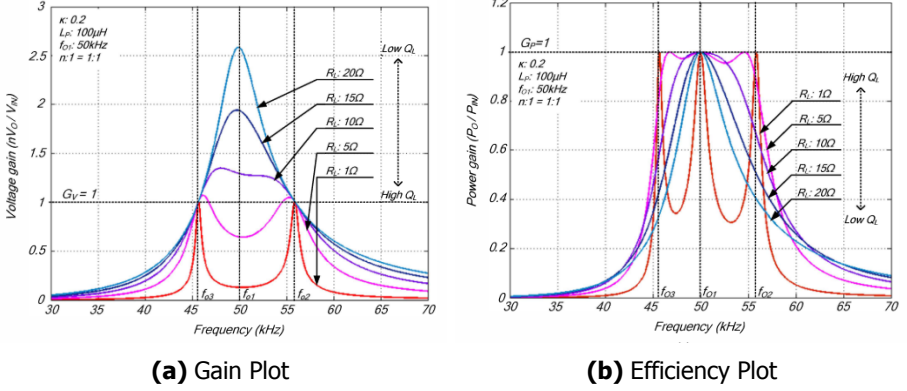 3
2.5
2
1.5
1
0.5
0
30
35
40
45
50
55
60
65
70
Voltage gain (nVO / VIN)
Frequency (kHz)
κ: 0.2
LP: 100μH
fO1: 50kHz
n:1 = 1:1
GV = 1
Low QL
High QL
RL: 20Ω
RL: 15Ω
RL: 10Ω
RL: 5Ω
RL: 1Ω
fo3
fo1
fo2
(a) Gain Plot
1.2
1
0.8
0.6
0.4
0.2
0
30
35
40
45
50
55
60
65
70
Power gain (PO / PIN)
Frequency (kHz)
GP=1
κ: 0.2
LP: 100μH
fO1: 50kHz
n:1 = 1:1
High QL
Low QL
RL: 1Ω
RL: 5Ω
RL: 10Ω
RL: 15Ω
RL: 20Ω
fO3
fO1
fO2
(b) Efficiency Plot